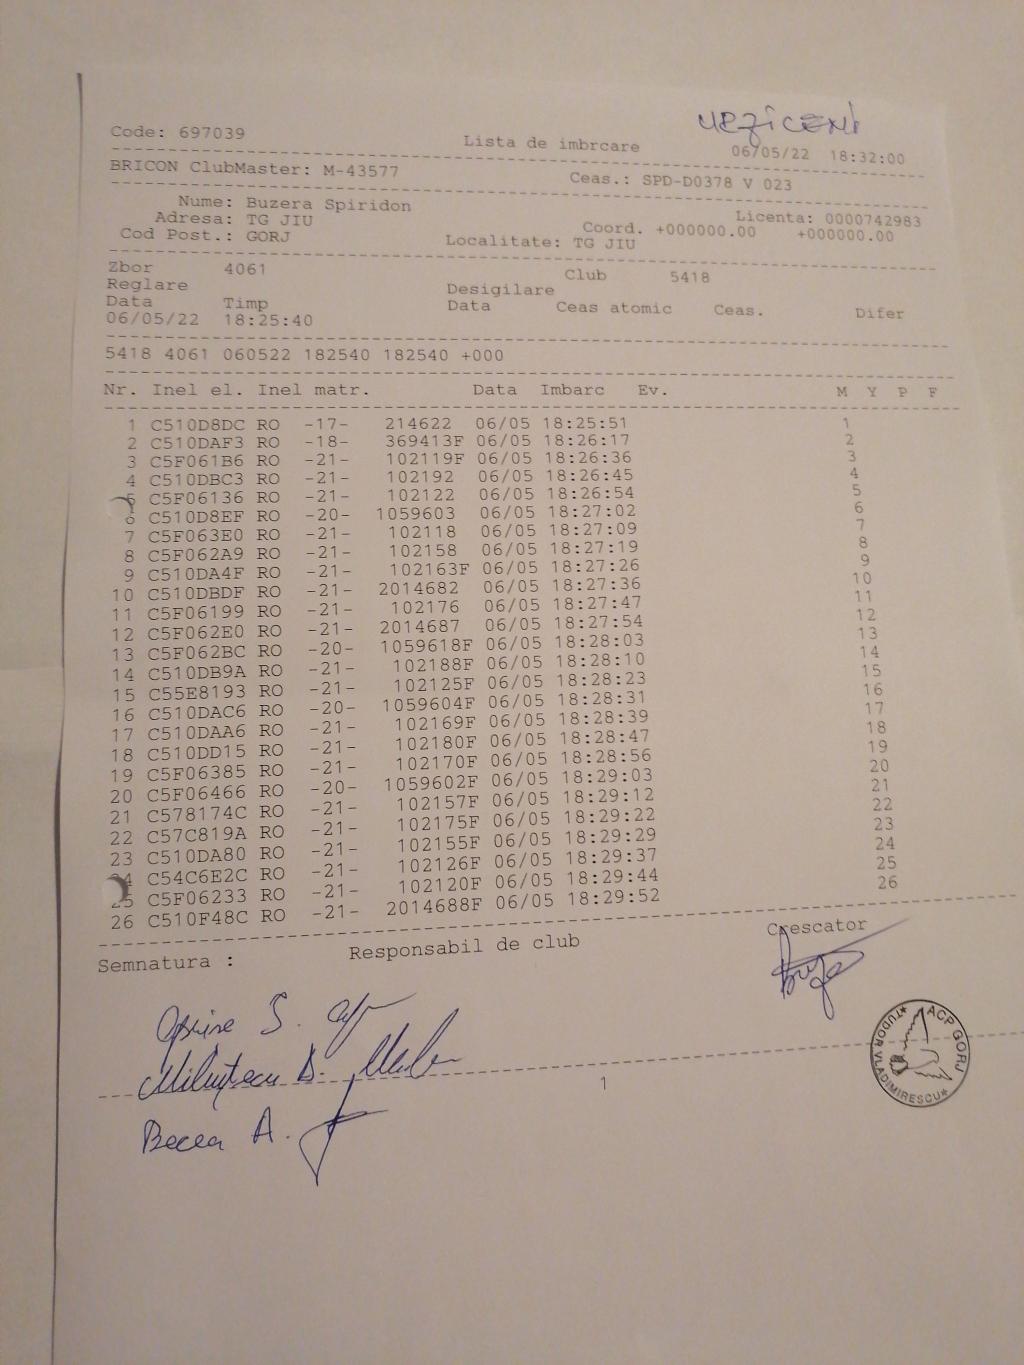 URZICENI
Code: 697039 Lista de imbrcare 06/05/22 18:32:00
BRICON ClubMaster: M-43577 Ceas.: SPD-D0378 V 023
Nume: Buzera Spiridon Licenta: 0000742983
Adresa: TG JIU Coord. +000000.00 +000000.00
Cod Post.: GORJ Localitate: TG JIU
Zbor 4061 Club 5418
Reglare Desigilare
Data Timp Data Ceas atomic Ceas. Difer
06/05/22 18:25:40
5418 4061 060522 182540 182540 +000
Nr. Inel el. Inel matr. Data Imbarc Ev. M Y P F
1 C510D8DC RO -17- 214622 06/05 18:25:51 1
2 C510DAF3 RO -18- 369413F 06/05 18:26:17 2
3 C5F061B6 RO -21- 102119F 06/05 18:26:36 3
4 C510DBC3 RO -21- 102192 06/05 18:26:45 4
5 C5F06136 RO -21- 102122 06/05 18:26:54 5
6 C510D8EF RO -20- 1059603 06/05 18:27:02 6
7 C5F063E0 RO -21- 102118 06/05 18:27:09 7
8 C5F062A9 RO -21- 102158 06/05 18:27:19 8
9 C510DA4F RO -21- 102163F 06/05 18:27:26 9
10 C510DBDF RO -21- 2014682 06/05 18:27:36 10
11 C5F06199 RO -21- 102176 06/05 18:27:47 11
12 C5F062E0 RO -21- 2014687 06/05 18:27:54 12
13 C5F062BC RO -20- 1059618F 06/05 18:28:03 13
14 C510DB9A RO -21- 102188F 06/05 18:28:10 14
15 C55E8193 RO -21- 102125F 06/05 18:28:23 15
16 C510DAC6 RO -20- 1059604F 06/05 18:28:31 16
17 C510DAA6 RO -21- 102169F 06/05 18:28:39 17
18 C510DD15 RO -21- 102180F 06/05 18:28:47 18
19 C5F06385 RO -21- 102170F 06/05 18:28:56 19
20 C5F06466 RO -20- 1059602F 06/05 18:29:03 20
21 C578174C RO -21- 102157F 06/05 18:29:12 21
22 C57C819A RO -21- 102175F 06/05 18:29:22 22
23 C510DA80 RO -21- 102155F 06/05 18:29:29 23
24 C54C6E2C RO -21- 102126F 06/05 18:29:37 24
25 C5F06233 RO -21- 102120F 06/05 18:29:44 25
26 C510F48C RO -21- 2014688F 06/05 18:29:52 26
Semnatura : Responsabil de club Crescator
Oprine S.
Miluțescu D.
Becea A.
1
ACP GORJ
*TUDOR VLADIMIRESCU*